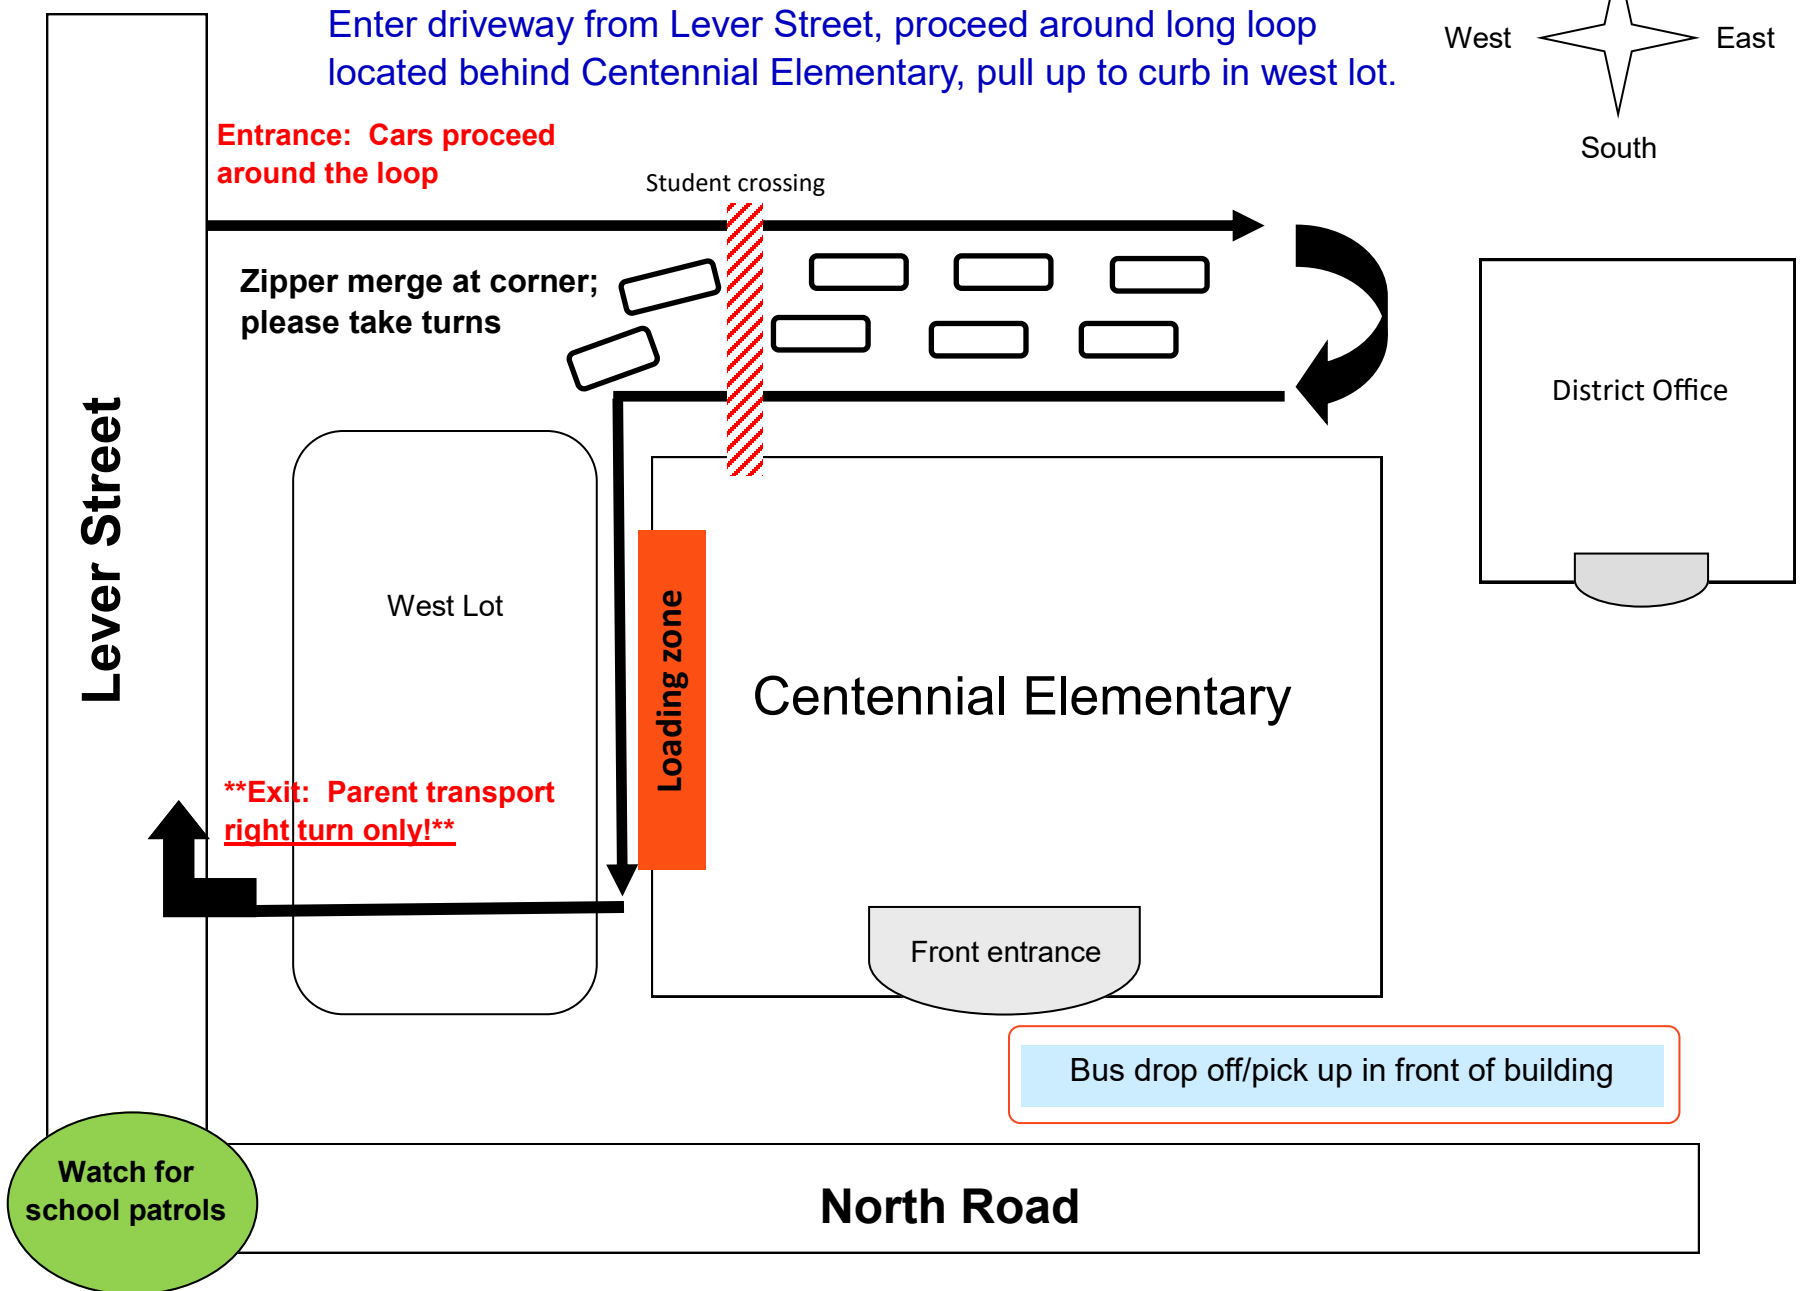 Enter driveway from Lever Street, proceed around long loop
located behind Centennial Elementary, pull up to curb in west lot.
West
East
South
Entrance:  Cars proceed
around the loop
Student crossing
Zipper merge at corner;
please take turns
District Office
Lever Street
West Lot
Loading zone
Centennial Elementary
**Exit:  Parent transport
right turn only!**
Front entrance
Bus drop off/pick up in front of building
Watch for
school patrols
North Road